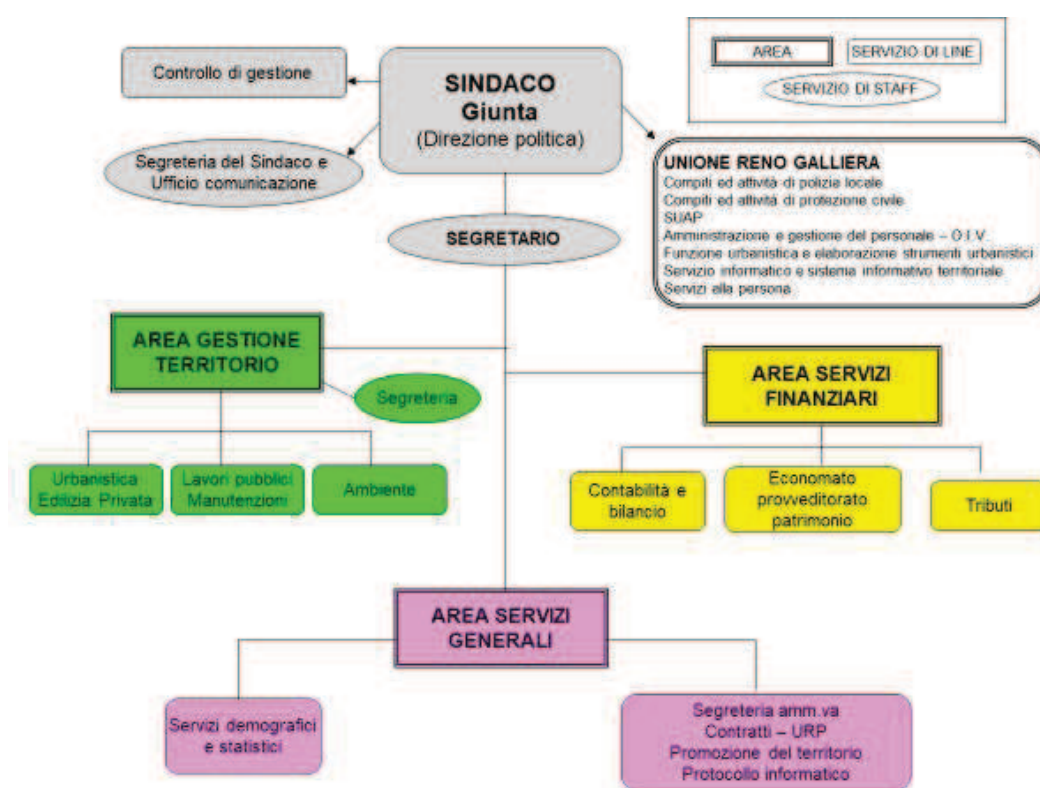 Controllo di gestione
SINDACO
Giunta
(Direzione politica)
AREA
SERVIZIO DI LINE
SERVIZIO DI STAFF
Segreteria del Sindaco e
Ufficio comunicazione
UNIONE RENO GALLIERA
Compiti ed attività di polizia locale
Compiti ed attività di protezione civile
SUAP
Amministrazione e gestione del personale – O.I.V.
Funzione urbanistica e elaborazione strumenti urbanistici
Servizio informatico e sistema informativo territoriale
Servizi alla persona
SEGRETARIO
AREA GESTIONE
TERRITORIO
Segreteria
AREA SERVIZI
FINANZIARI
Urbanistica
Edilizia Privata
Lavori pubblici
Manutenzioni
Ambiente
Contabilità e
bilancio
Economato
provveditorato
patrimonio
Tributi
AREA SERVIZI
GENERALI
Servizi demografici
e statistici
Segreteria amm.va
Contratti – URP
Promozione del territorio
Protocollo informatico